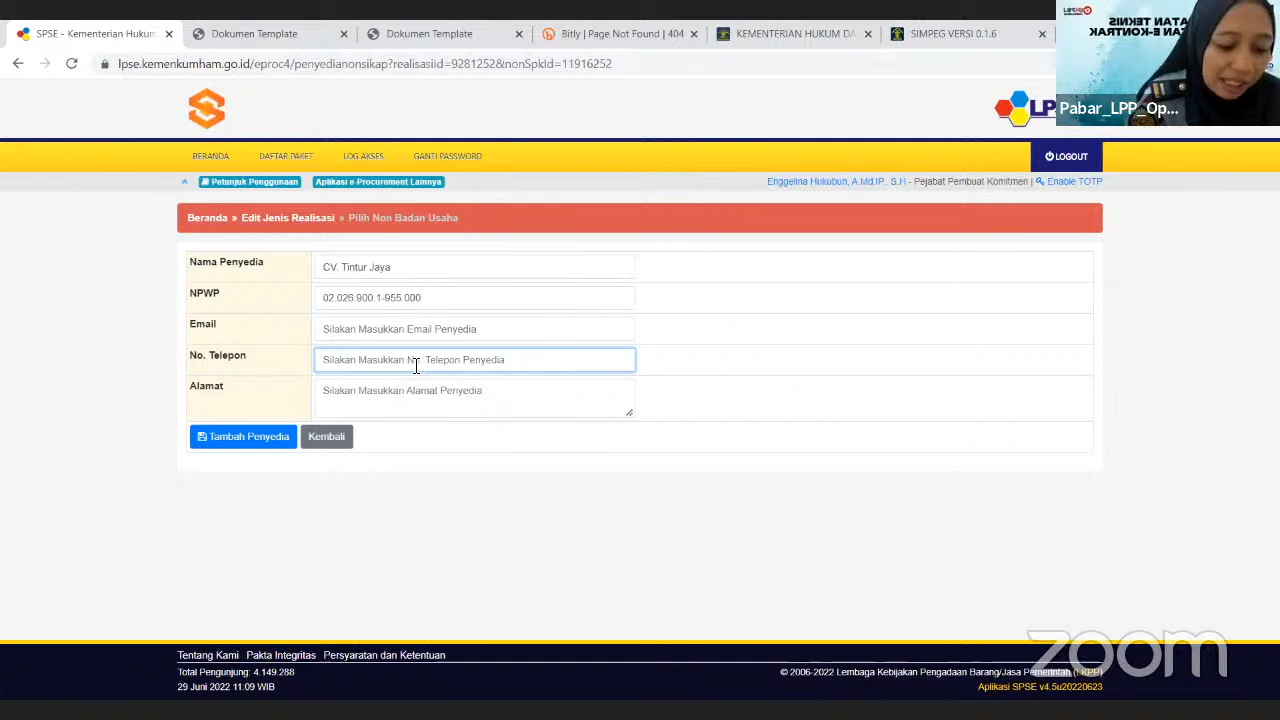 SPSE - Kementerian Hukum
Dokumen Template
Dokumen Template
Bitly | Page Not Found | 404
KEMENTERIAN HUKUM DA
SIMPEG VERSI 0.1.6
lpse.kemenkumham.go.id/eproc4/penyedianonsikap?realisasiid=9281252&nonSpkId=11916252
Pabar_LPP_Op...
LP
BERANDA
DAFTAR PAKET
LOG AKSES
GANTI PASSWORD
LOGOUT
Petunjuk Penggunaan
Aplikasi e-Procurement Lainnya
Enggelina Hukubun, A.Md.IP., S.H - Pejabat Pembuat Komitmen | Enable TOTP
Beranda » Edit Jenis Realisasi » Pilih Non Badan Usaha
Nama Penyedia
CV. Tintur Jaya
NPWP
02.026.900.1-955.000
Email
Silakan Masukkan Email Penyedia
No. Telepon
Silakan Masukkan No. Telepon Penyedia
Alamat
Silakan Masukkan Alamat Penyedia
Tambah Penyedia
Kembali
Tentang Kami Pakta Integritas Persyaratan dan Ketentuan
Total Pengunjung: 4.149.288
© 2006-2022 Lembaga Kebijakan Pengadaan Barang/Jasa Pemerintah (LKPP)
29 Juni 2022 11:09 WIB
Aplikasi SPSE v4.5u20220623
zoom